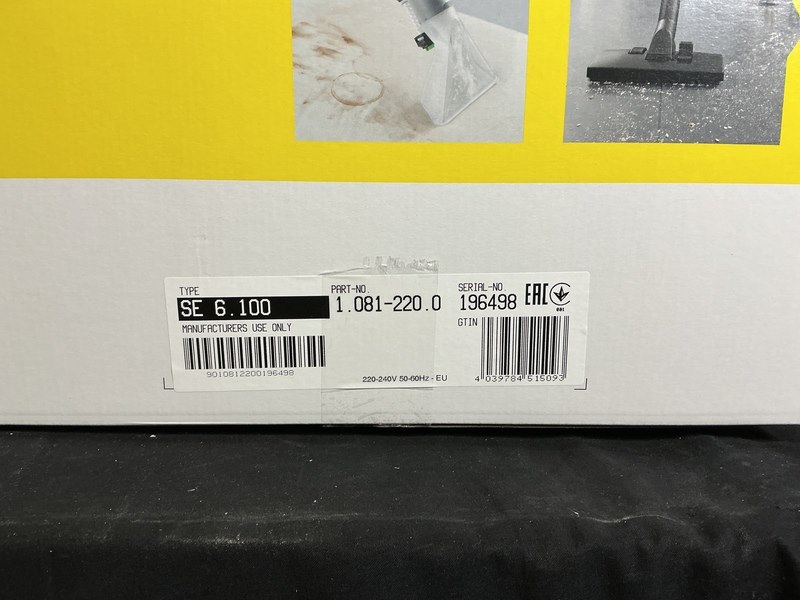 TYPE
SE 6.100
MANUFACTURERS USE ONLY
9010812200196498
PART-NO.
1.081-220.0
220-240V 50-60Hz - EU
SERIAL-NO.
196498
EAC
001
GTIN
4 039784 515093